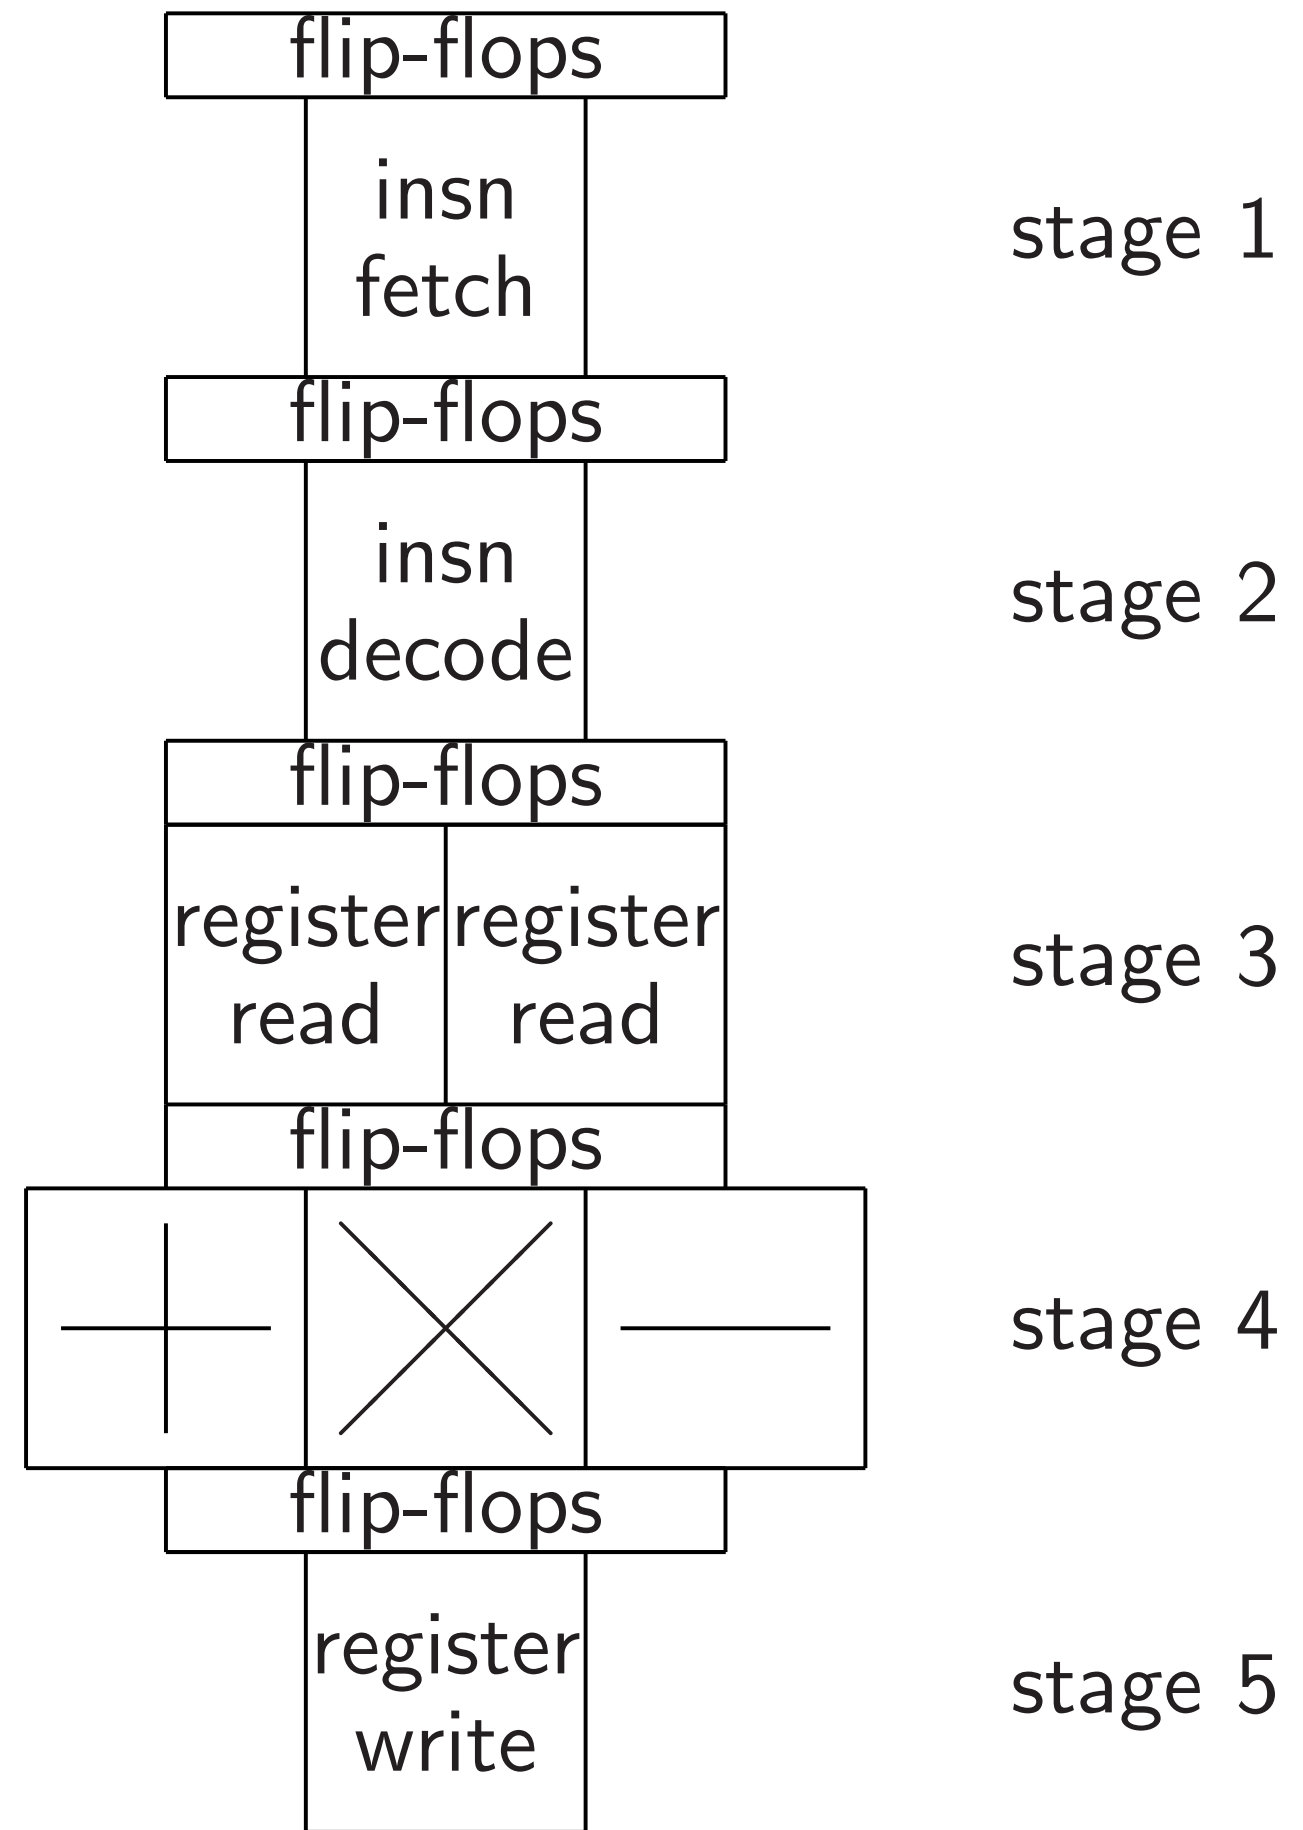 flip-flops
insn
fetch
stage 1
flip-flops
insn
decode
stage 2
flip-flops
register register
read read
stage 3
flip-flops
stage 4
flip-flops
register
write
stage 5